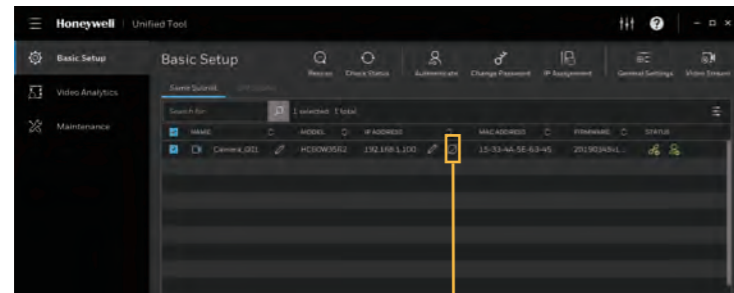 Honeywell Unified Tool
Basic Setup
Video Analytics
Maintenance
Basic Setup
Rescan Check Status Authenticate Change Password IP Assignment General Settings Video Stream
Same Subnet
Search for 1 selected 1 total
NAME MODEL IP ADDRESS MAC ADDRESS FIRMWARE STATUS
Camera_001 HC60W35R2 192.168.1.100 15-33-4A-5E-63-45